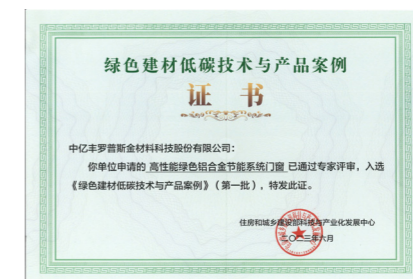 绿色建材低碳技术与产品案例
证 书
中亿丰罗普斯金材料科技股份有限公司：
你单位申请的 高性能绿色铝合金节能系统门窗 已通过专家评审，入选
《绿色建材低碳技术与产品案例》（第一批），特发此证。
住房和城乡建设部科技与产业化发展中心
二〇二三年六月